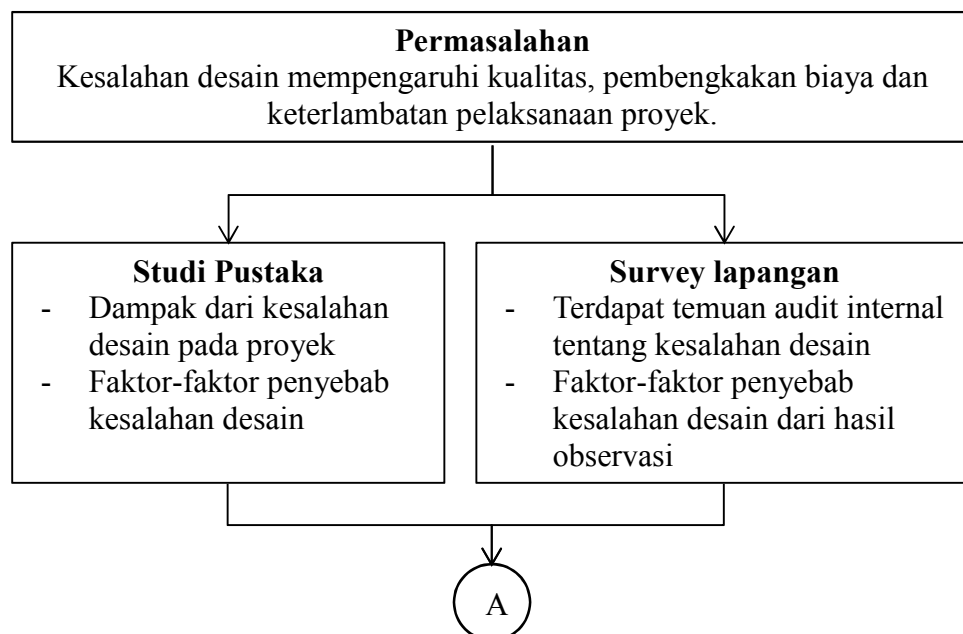 Permasalahan
Kesalahan desain mempengaruhi kualitas, pembengkakan biaya dan
keterlambatan pelaksanaan proyek.
Studi Pustaka
- Dampak dari kesalahan
desain pada proyek
- Faktor-faktor penyebab
kesalahan desain
Survey lapangan
- Terdapat temuan audit internal
tentang kesalahan desain
- Faktor-faktor penyebab
kesalahan desain dari hasil
observasi
A